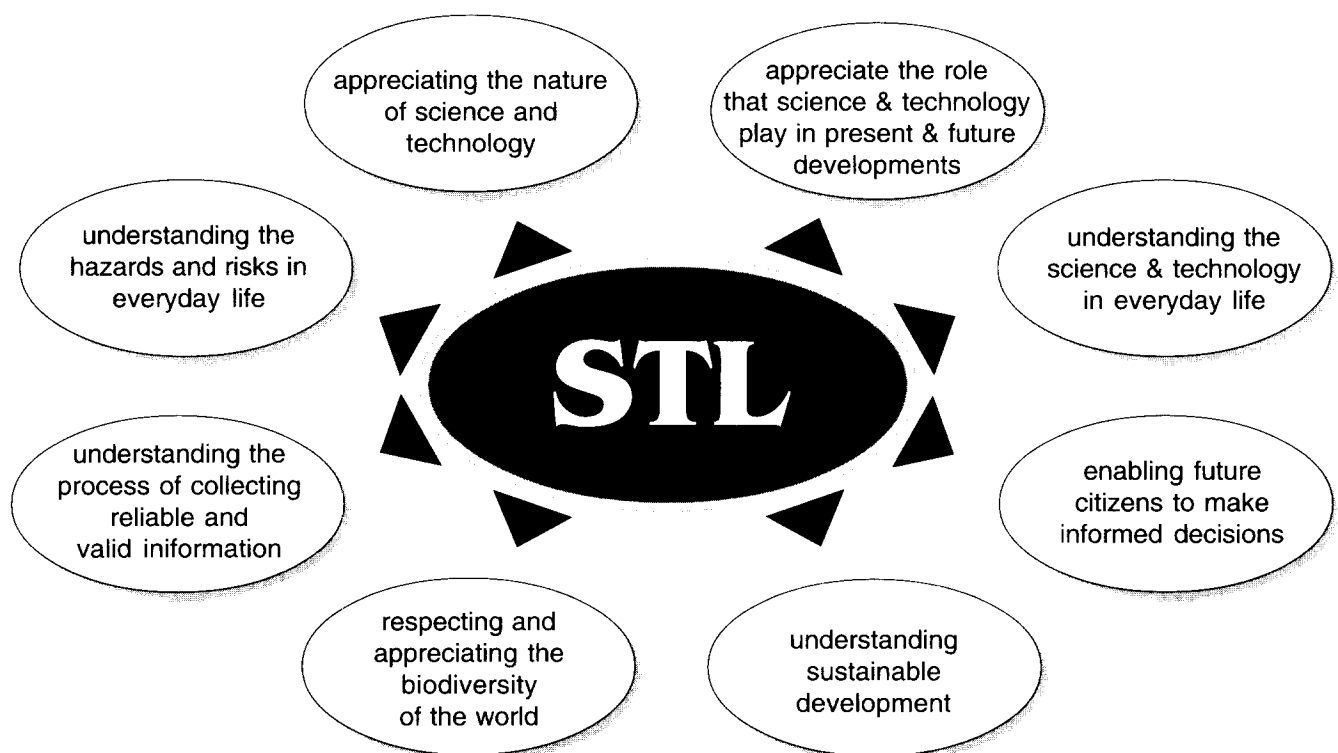 appreciating the nature
of science and
technology
appreciate the role
that science & technology
play in present & future
developments
understanding the
hazards and risks in
everyday life
understanding the
science & technology
in everyday life
STL
understanding the
process of collecting
reliable and
valid iniformation
enabling future
citizens to make
informed decisions
respecting and
appreciating the
biodiversity
of the world
understanding
sustainable
development